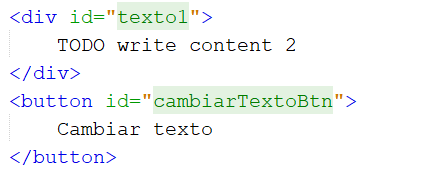 <div id="texto1">
    TODO write content 2
</div>
<button id="cambiarTextoBtn">
    Cambiar texto
</button>